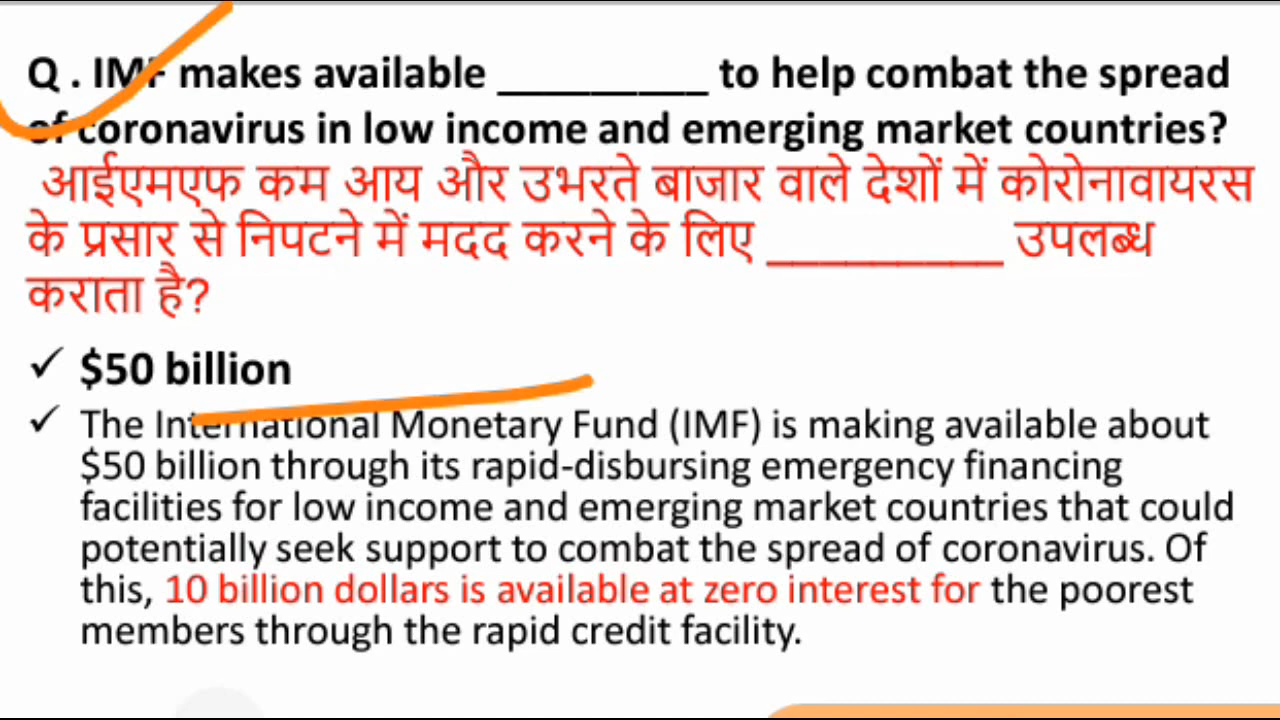 Q . IMF makes available _________ to help combat the spread
of coronavirus in low income and emerging market countries?
आईएमएफ कम आय और उभरते बाजार वाले देशों में कोरोनावायरस
के प्रसार से निपटने में मदद करने के लिए _________ उपलब्ध
कराता है?
✓ $50 billion
✓ The International Monetary Fund (IMF) is making available about
$50 billion through its rapid-disbursing emergency financing
facilities for low income and emerging market countries that could
potentially seek support to combat the spread of coronavirus. Of
this, 10 billion dollars is available at zero interest for the poorest
members through the rapid credit facility.